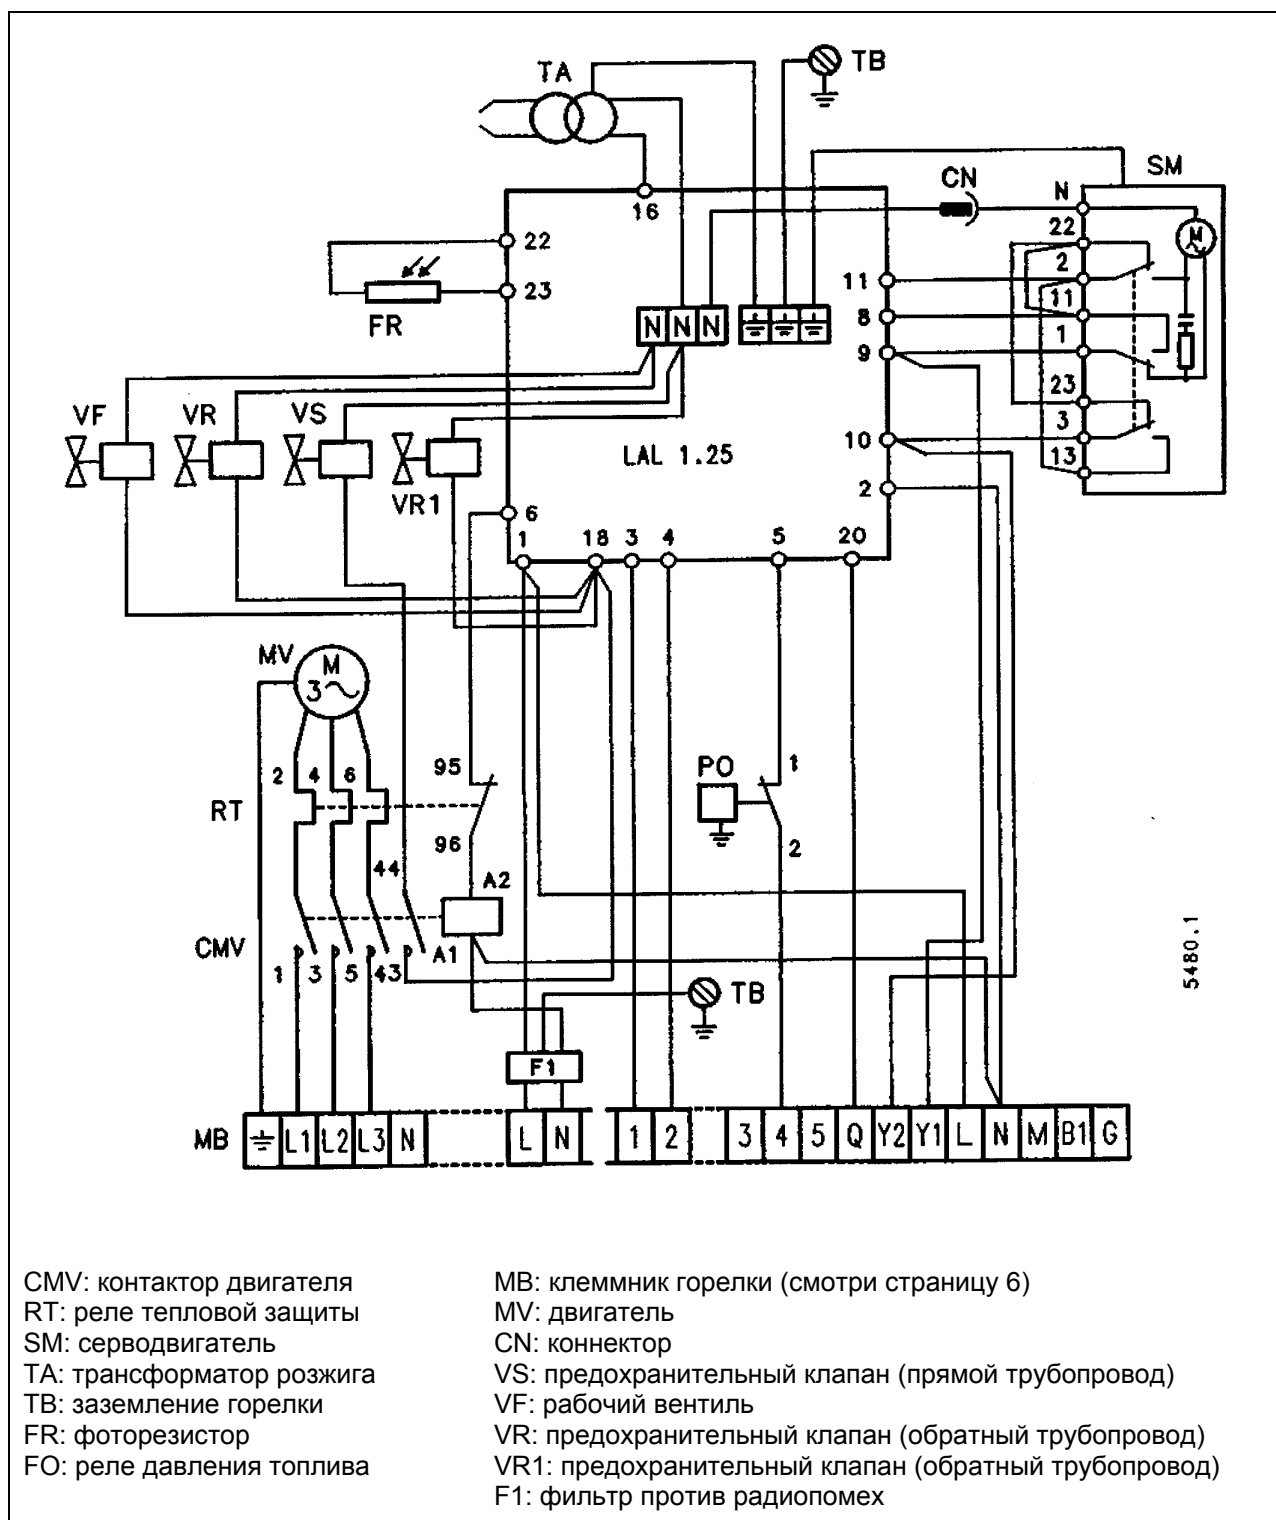 TA
TB
SM
CN
N
16
22
22
2
23
11
11
FR
N N N
8
1
9
23
VF
VR
VS
3
10
LAL 1.25
13
VR1
2
6
1
18
3
4
5
20
MV
M
3
2
4
6
95
PO
1
RT
96
2
44
A2
CMV
A1
1
3
5
43
TB
5480.1
F1
MB
L1 L2 L3 N
L N
1 2
3 4 5 Q Y2 Y1 L N M B1 G
M
CMV: контактор двигателя
RT: реле тепловой защиты
SM: серводвигатель
TA: трансформатор розжига
TB: заземление горелки
FR: фоторезистор
FO: реле давления топлива
MB: клеммник горелки (смотри страницу 6)
MV: двигатель
CN: коннектор
VS: предохранительный клапан (прямой трубопровод)
VF: рабочий вентиль
VR: предохранительный клапан (обратный трубопровод)
VR1: предохранительный клапан (обратный трубопровод)
F1: фильтр против радиопомех